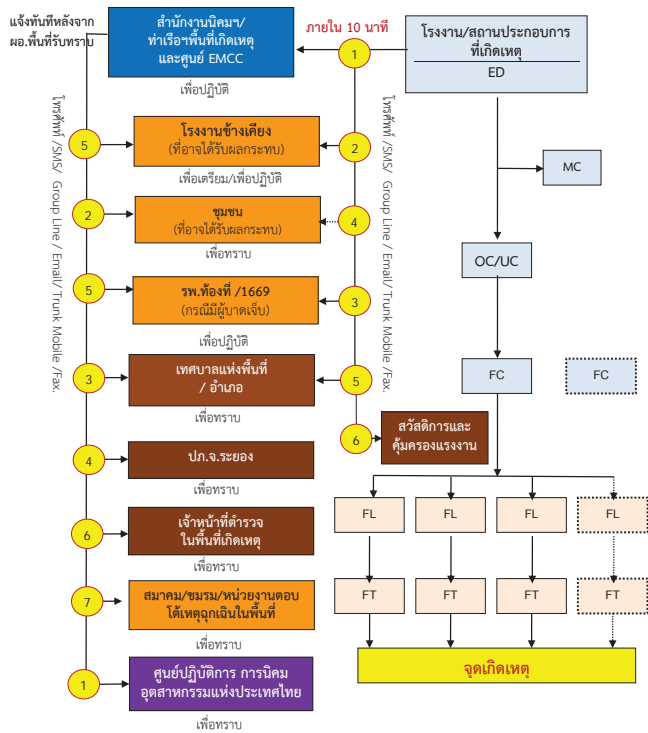 แจ้งทันทีหลังจาก
ผอ.พื้นที่รับทราบ
สำนักงานนิคมฯ/
ท่าเรือฯพื้นที่เกิดเหตุ
และศูนย์ EMCC
เพื่อปฏิบัติ
ภายใน 10 นาที
1
โรงงาน/สถานประกอบการ
ที่เกิดเหตุ
ED
โทรศัพท์ /SMS/ Group Line / Email/ Trunk Mobile /Fax.
โทรศัพท์ /SMS/ Group Line / Email/ Trunk Mobile /Fax.
5
โรงงานข้างเคียง
(ที่อาจได้รับผลกระทบ)
2
เพื่อเตรียม/เพื่อปฏิบัติ
MC
2
ชุมชน
(ที่อาจได้รับผลกระทบ)
4
เพื่อทราบ
OC/UC
5
รพ.ท้องที่ /1669
(กรณีมีผู้บาดเจ็บ)
3
เพื่อปฏิบัติ
3
เทศบาลแห่งพื้นที่
/ อำเภอ
5
เพื่อทราบ
FC
FC
6
สวัสดิการและ
คุ้มครองแรงงาน
4
ปภ.จ.ระยอง
เพื่อทราบ
6
เจ้าหน้าที่ตำรวจ
ในพื้นที่เกิดเหตุ
เพื่อทราบ
FL
FL
FL
FL
7
สมาคม/ชมรม/หน่วยงานตอบ
โต้เหตุฉุกเฉินในพื้นที่
เพื่อทราบ
FT
FT
FT
FT
1
ศูนย์ปฏิบัติการ การนิคม
อุตสาหกรรมแห่งประเทศไทย
เพื่อทราบ
จุดเกิดเหตุ